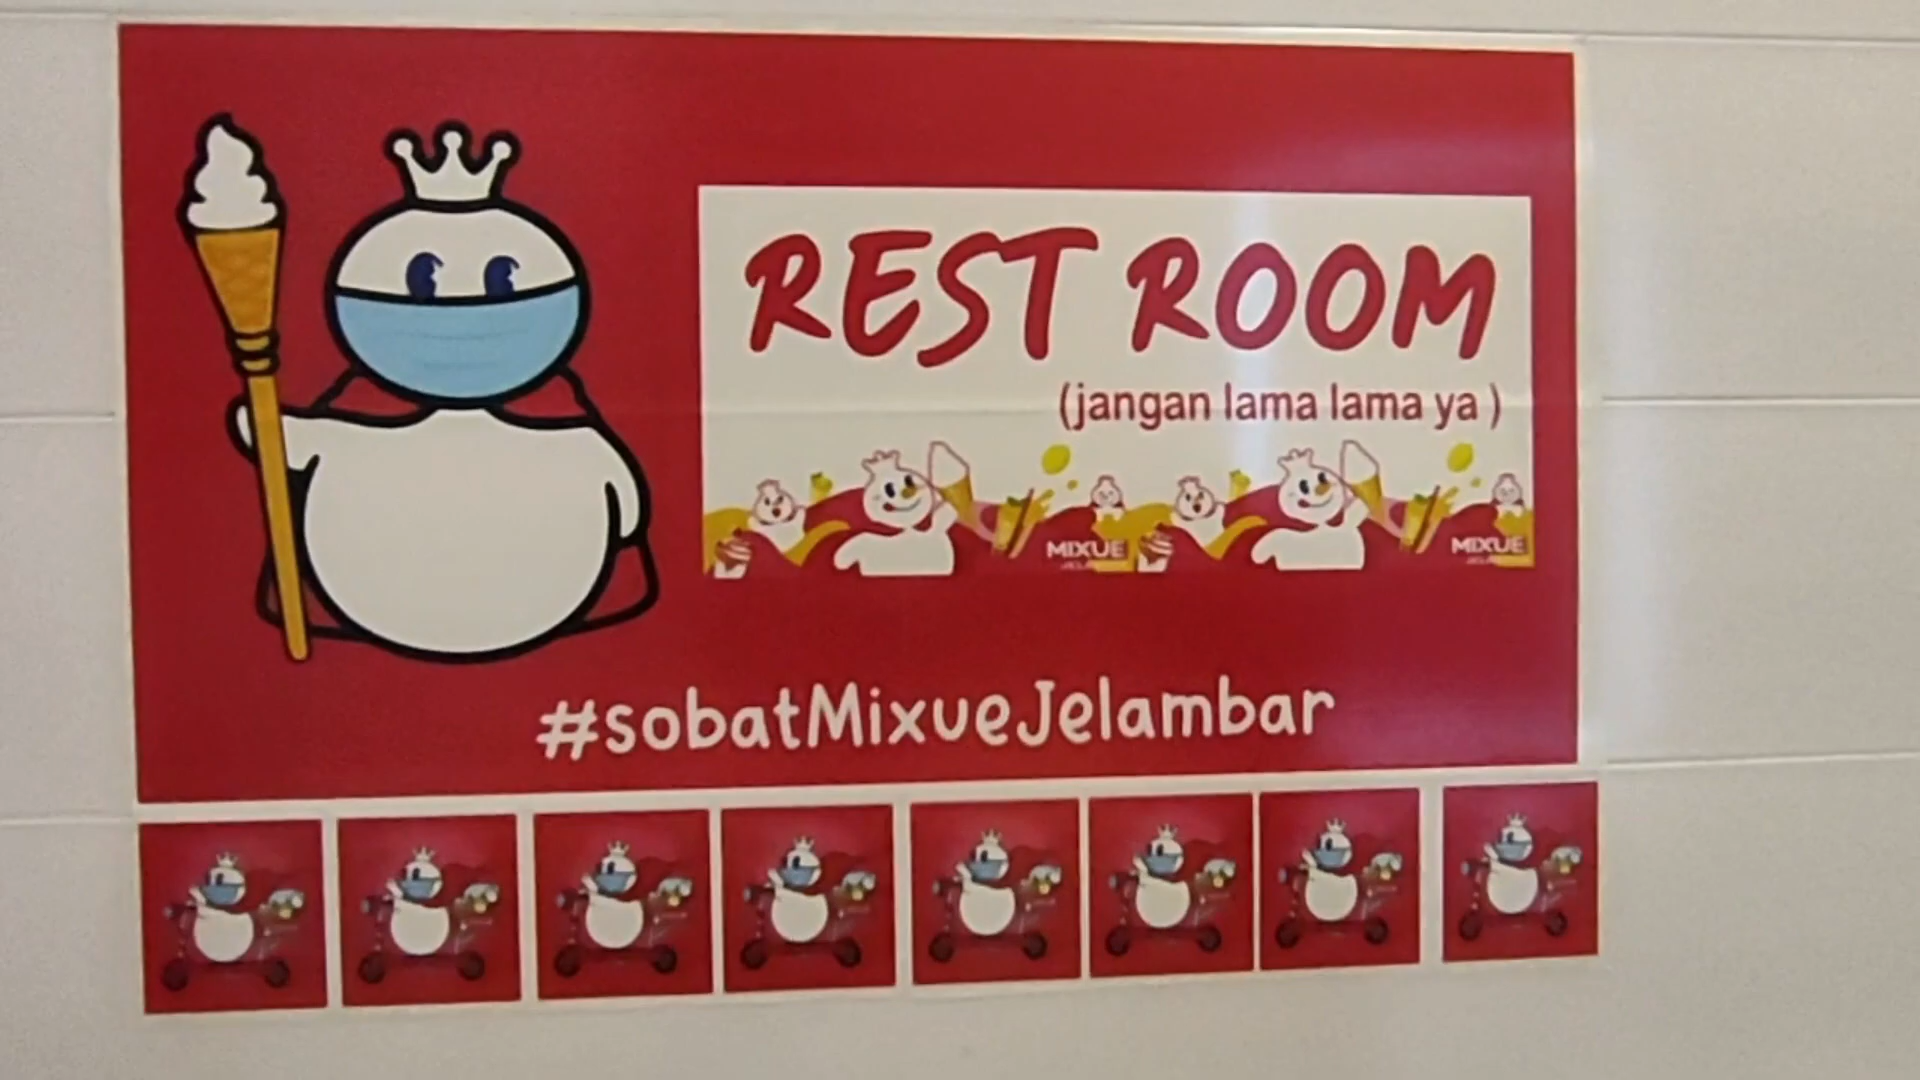 REST ROOM
(jangan lama lama ya )
MIXUE
MIXUE
#sobatMixueJelambar